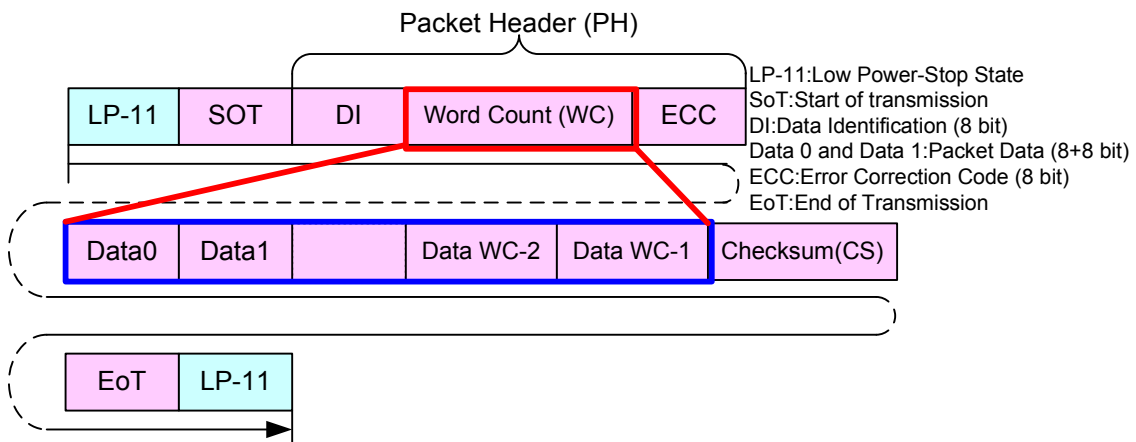 Packet Header (PH)
LP-11 SOT DI Word Count (WC) ECC
LP-11:Low Power-Stop State
SoT:Start of transmission
DI:Data Identification (8 bit)
Data 0 and Data 1:Packet Data (8+8 bit)
ECC:Error Correction Code (8 bit)
EoT:End of Transmission
Data0 Data1 Data WC-2 Data WC-1 Checksum(CS)
EoT LP-11